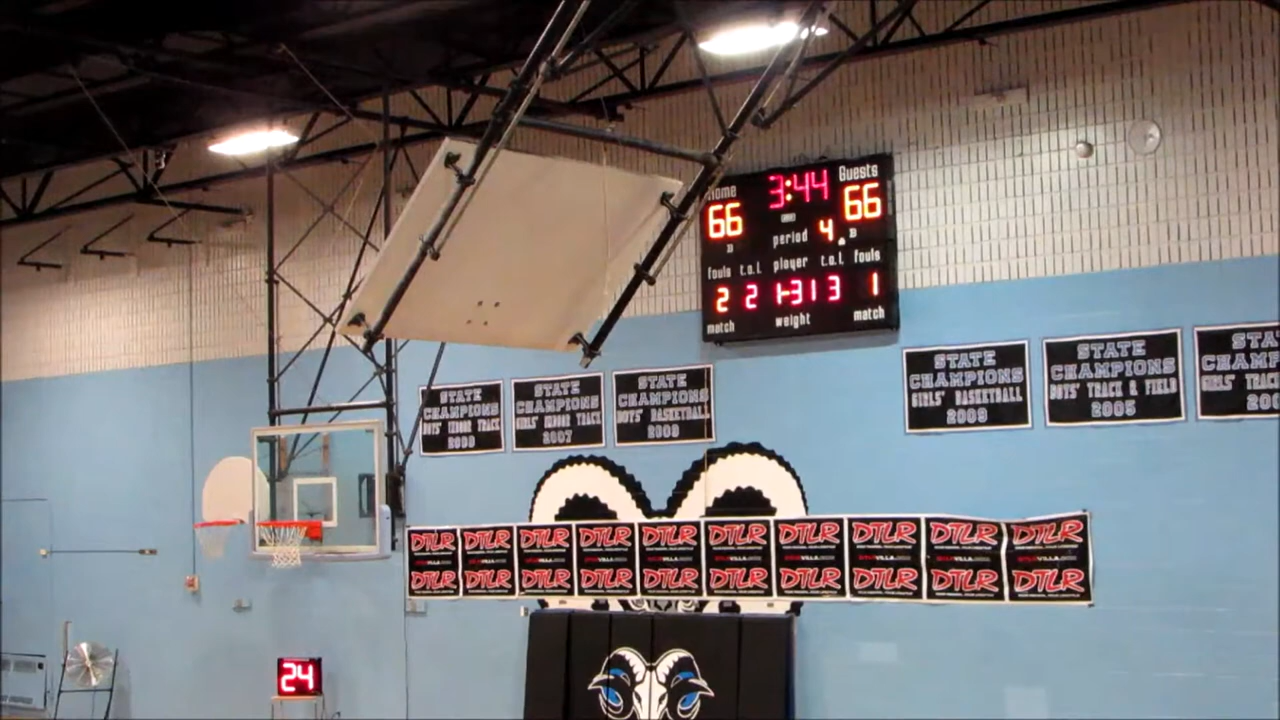 Home 3:44 Guests
66 66
period 4
fouls t.o.l. player t.o.l. fouls
2 2 1-31 3 1
match weight match
STATE CHAMPIONS
GIRLS' INDOOR TRACK
2007
STATE CHAMPIONS
BOYS' BASKETBALL
2009
STATE CHAMPIONS
GIRLS' BASKETBALL
2009
STATE CHAMPIONS
BOYS' TRACK & FIELD
2005
STATE CHAMPIONS
BOYS' INDOOR TRACK
DTLR DTLR DTLR DTLR DTLR DTLR DTLR DTLR DTLR DTLR
DTLR DTLR DTLR DTLR DTLR DTLR DTLR DTLR DTLR DTLR
24